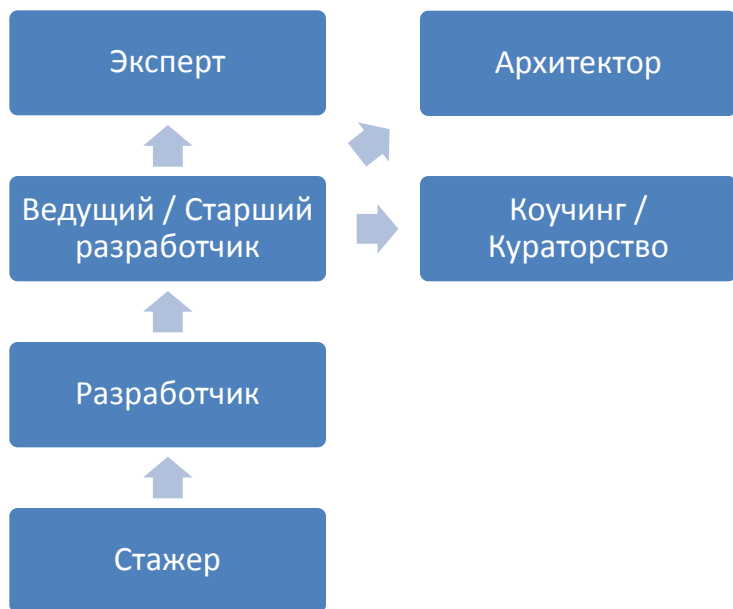 Эксперт
Архитектор
Ведущий / Старший
разработчик
Коучинг /
Кураторство
Разработчик
Стажер